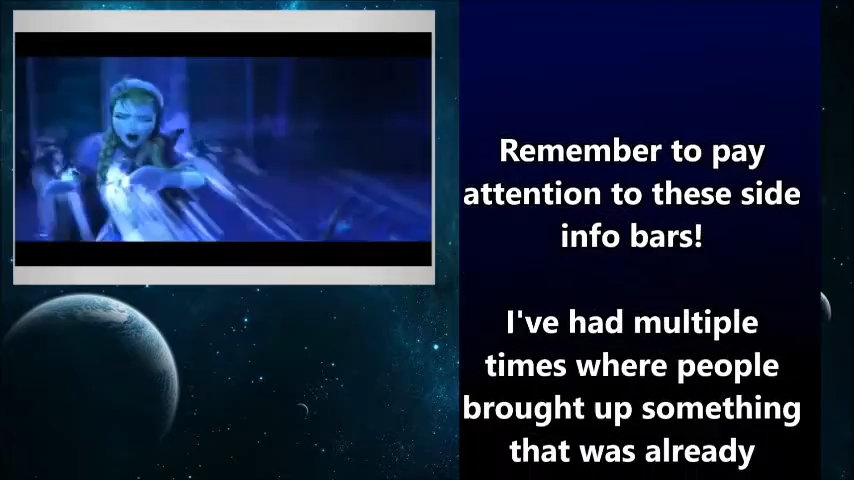 Remember to pay
attention to these side
info bars!
I've had multiple
times where people
brought up something
that was already